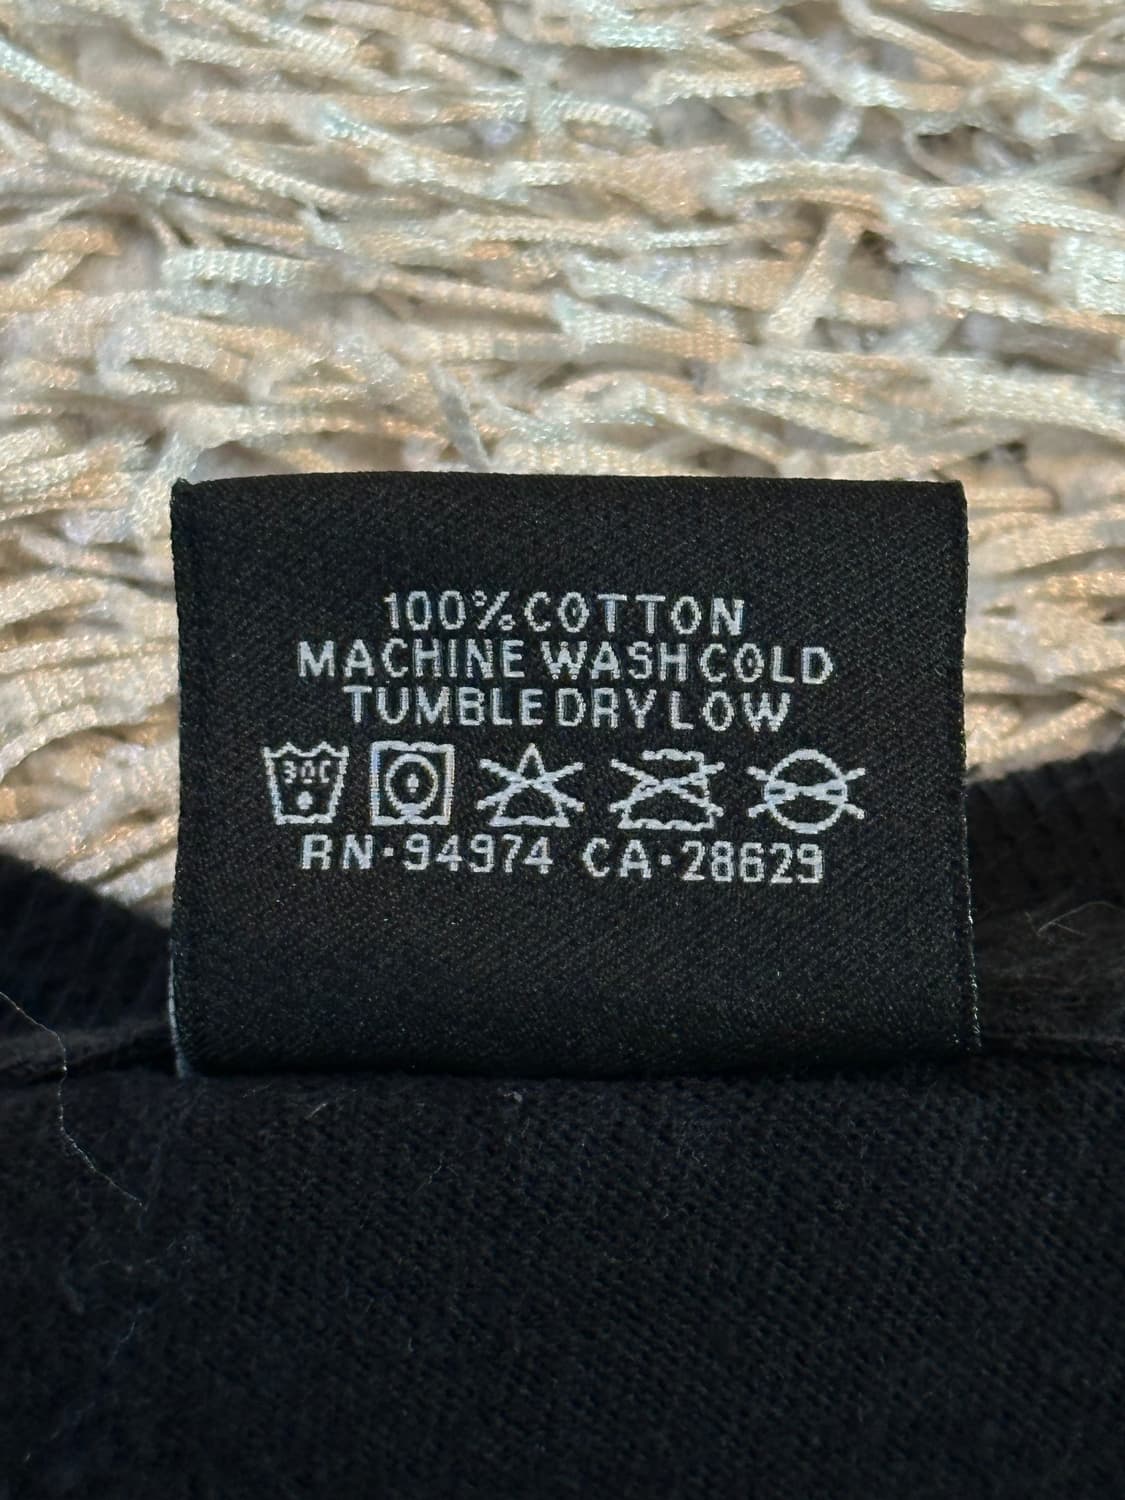 100% COTTON
MACHINE WASH COLD
TUMBLE DRY LOW
30C
RN·94974 CA·28629